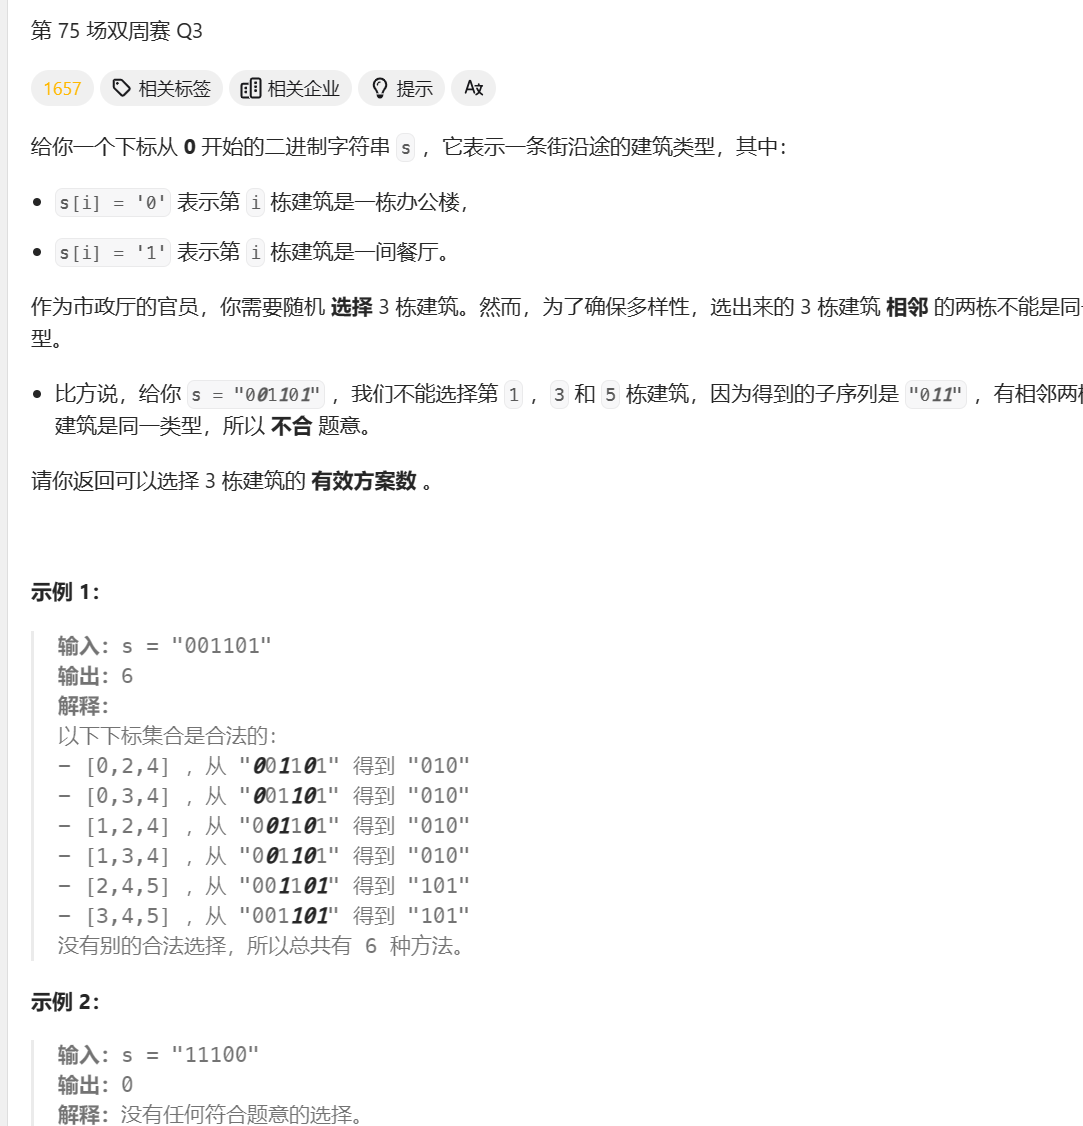 第 75 场双周赛 Q3
1657 相关标签 相关企业 提示
给你一个下标从 0 开始的二进制字符串 s ，它表示一条街沿途的建筑类型，其中：
• s[i] = '0' 表示第 i 栋建筑是一栋办公楼，
• s[i] = '1' 表示第 i 栋建筑是一间餐厅。
作为市政厅的官员，你需要随机 选择 3 栋建筑。然而，为了确保多样性，选出来的 3 栋建筑 相邻 的两栋不能是同
型。
• 比方说，给你 s = "001101" ，我们不能选择第 1 ， 3 和 5 栋建筑，因为得到的子序列是 "011" ，有相邻两
建筑是同一类型，所以 不合 题意。
请你返回可以选择 3 栋建筑的 有效方案数 。
示例 1：
输入：s = "001101"
输出：6
解释：
以下下标集合是合法的：
- [0,2,4] ，从 "001101" 得到 "010"
- [0,3,4] ，从 "001101" 得到 "010"
- [1,2,4] ，从 "001101" 得到 "010"
- [1,3,4] ，从 "001101" 得到 "010"
- [2,4,5] ，从 "001101" 得到 "101"
- [3,4,5] ，从 "001101" 得到 "101"
没有别的合法选择，所以总共有 6 种方法。
示例 2：
输入：s = "11100"
输出：0
解释：没有任何符合题意的选择。